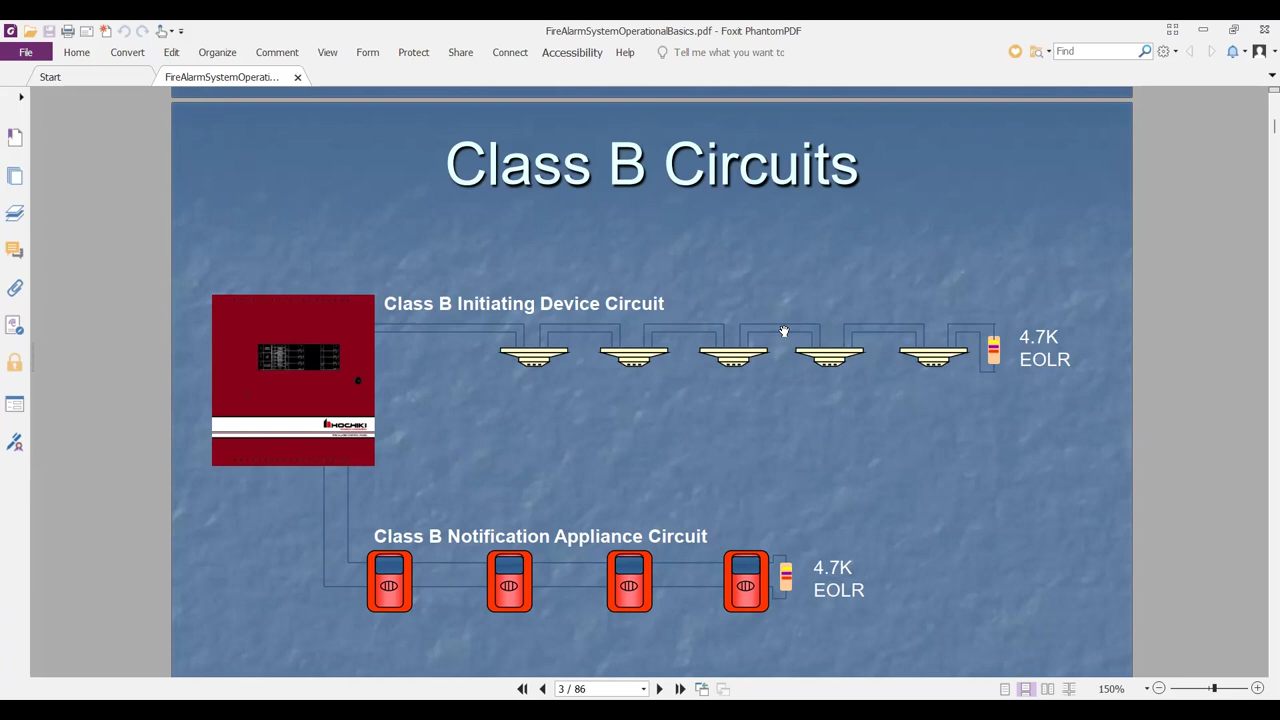 FireAlarmSystemOperationalBasics.pdf - Foxit PhantomPDF
File Home Convert Edit Organize Comment View Form Protect Share Connect Accessibility Help Tell me what you want to Find
Start FireAlarmSystemOperati...
Class B Circuits
Class B Initiating Device Circuit
4.7K
EOLR
HOCHIKI
Class B Notification Appliance Circuit
4.7K
EOLR
3 / 86 150%